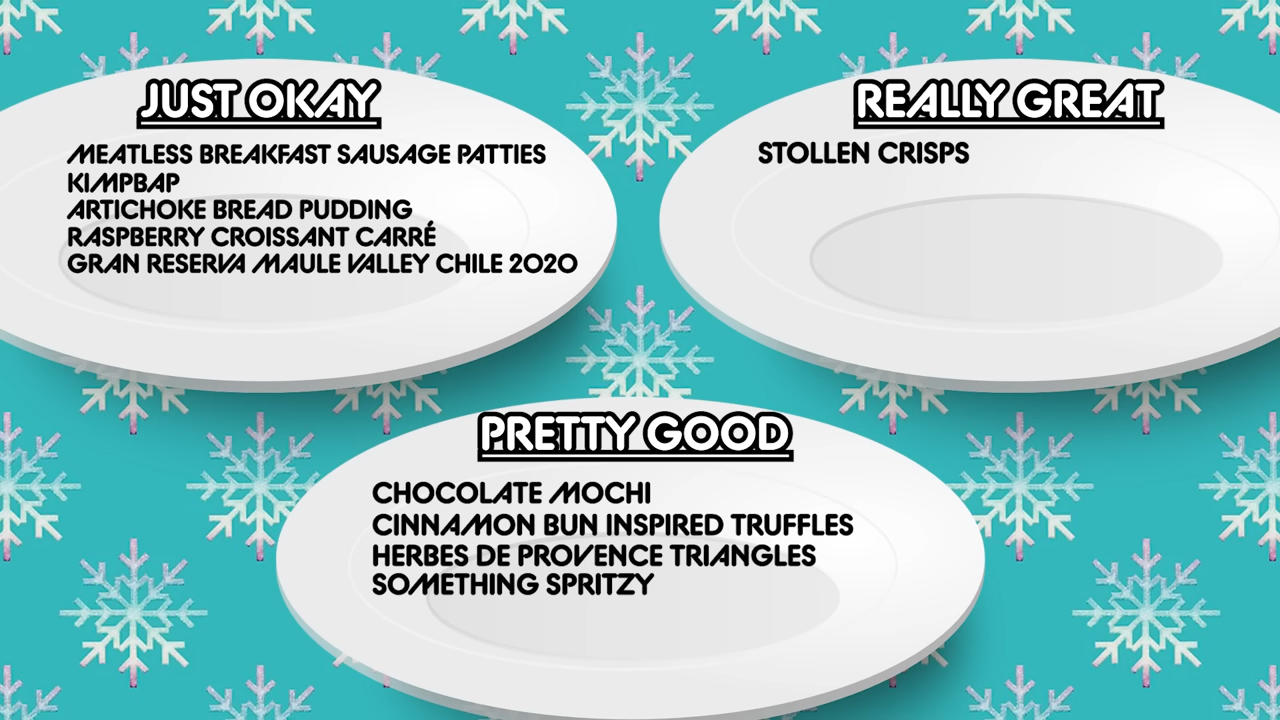 JUST OKAY
MEATLESS BREAKFAST SAUSAGE PATTIES
KIMPBAP
ARTICHOKE BREAD PUDDING
RASPBERRY CROISSANT CARRÉ
GRAN RESERVA MAULE VALLEY CHILE 2020
REALLY GREAT
STOLLEN CRISPS
PRETTY GOOD
CHOCOLATE MOCHI
CINNAMON BUN INSPIRED TRUFFLES
HERBES DE PROVENCE TRIANGLES
SOMETHING SPRITZY